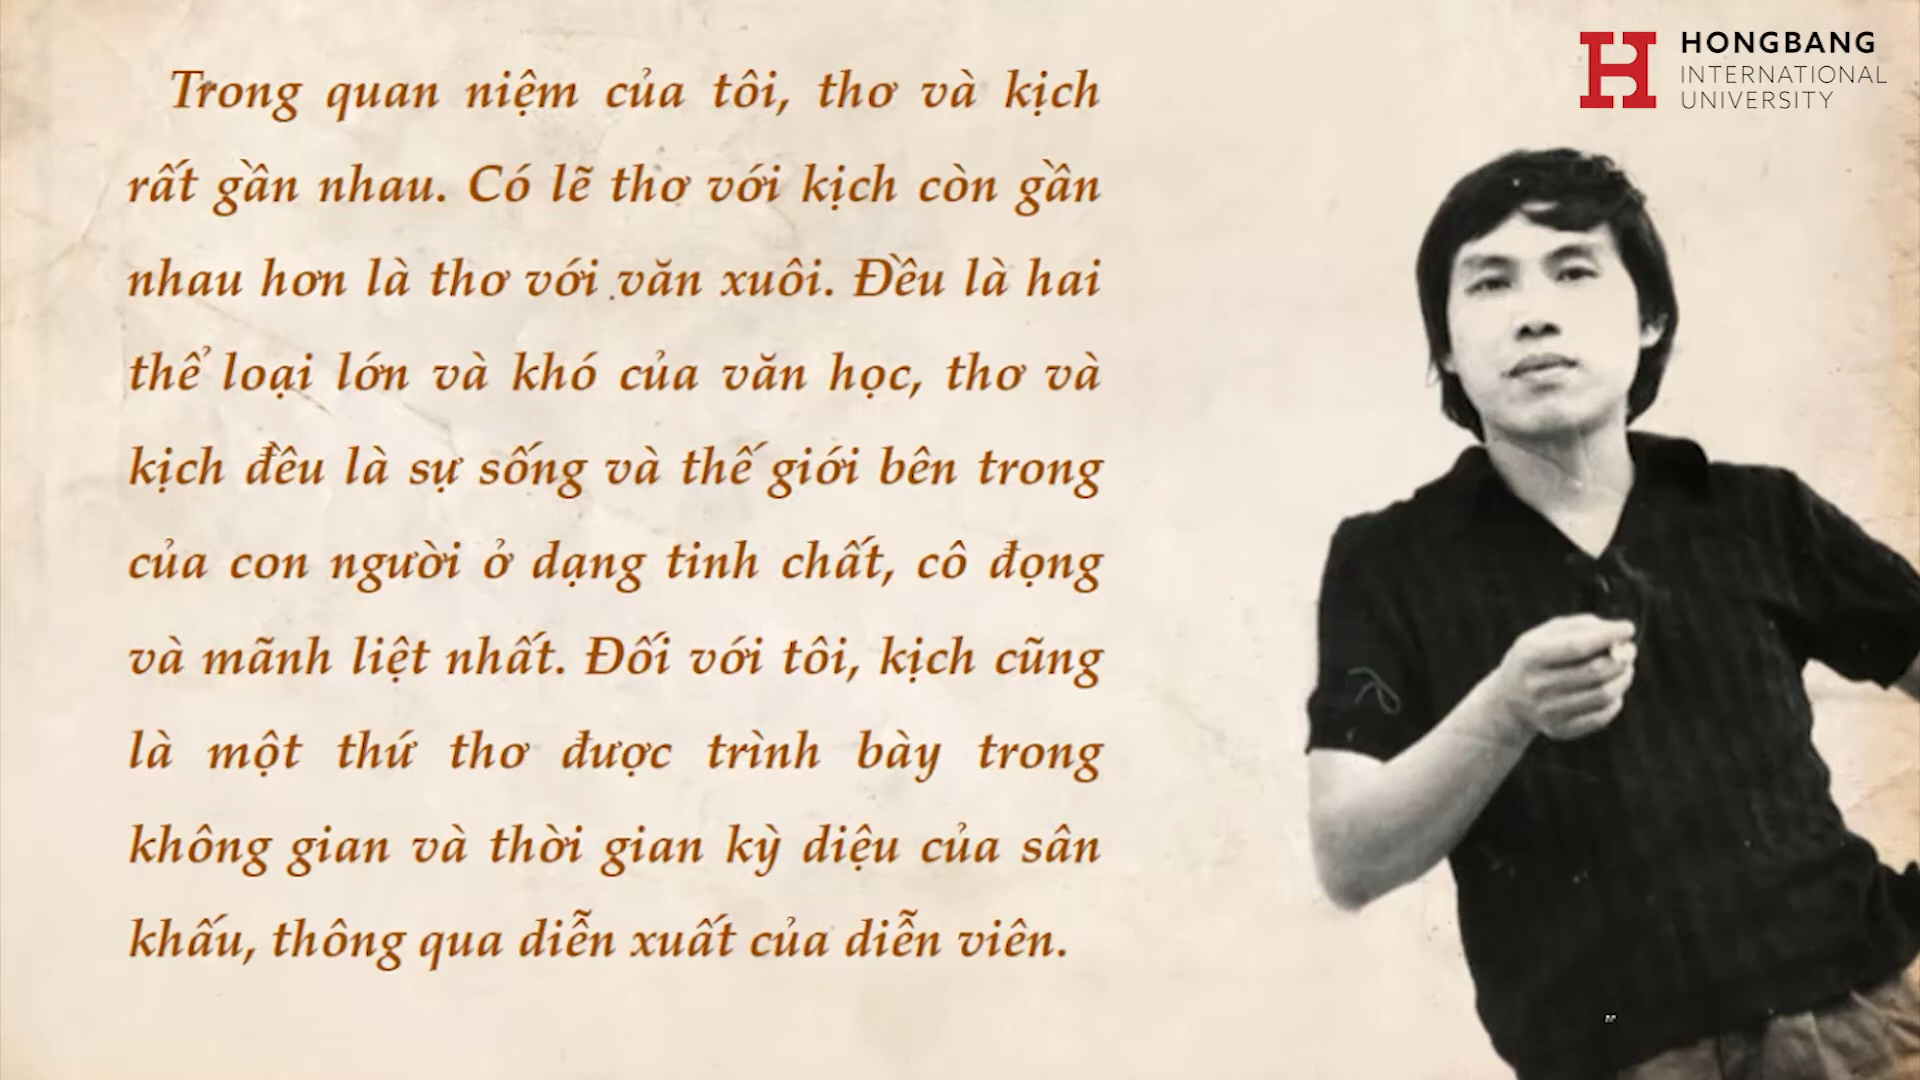 HONGBANG
INTERNATIONAL
UNIVERSITY
Trong quan niệm của tôi, thơ và kịch
rất gần nhau. Có lẽ thơ với kịch còn gần
nhau hơn là thơ với văn xuôi. Đều là hai
thể loại lớn và khó của văn học, thơ và
kịch đều là sự sống và thế giới bên trong
của con người ở dạng tinh chất, cô đọng
và mãnh liệt nhất. Đối với tôi, kịch cũng
là một thứ thơ được trình bày trong
không gian và thời gian kỳ diệu của sân
khấu, thông qua diễn xuất của diễn viên.